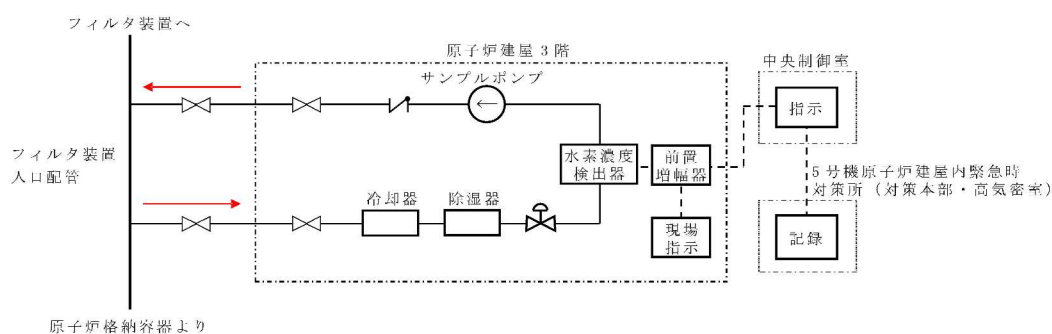 フィルタ装置へ
原子炉建屋3階
サンプルポンプ
中央制御室
指示
フィルタ装置
入口配管
水素濃度
検出器
前置
増幅器
5号機原子炉建屋内緊急時
対策所（対策本部・高気密室）
冷却器
除湿器
現場
指示
記録
原子炉格納容器より